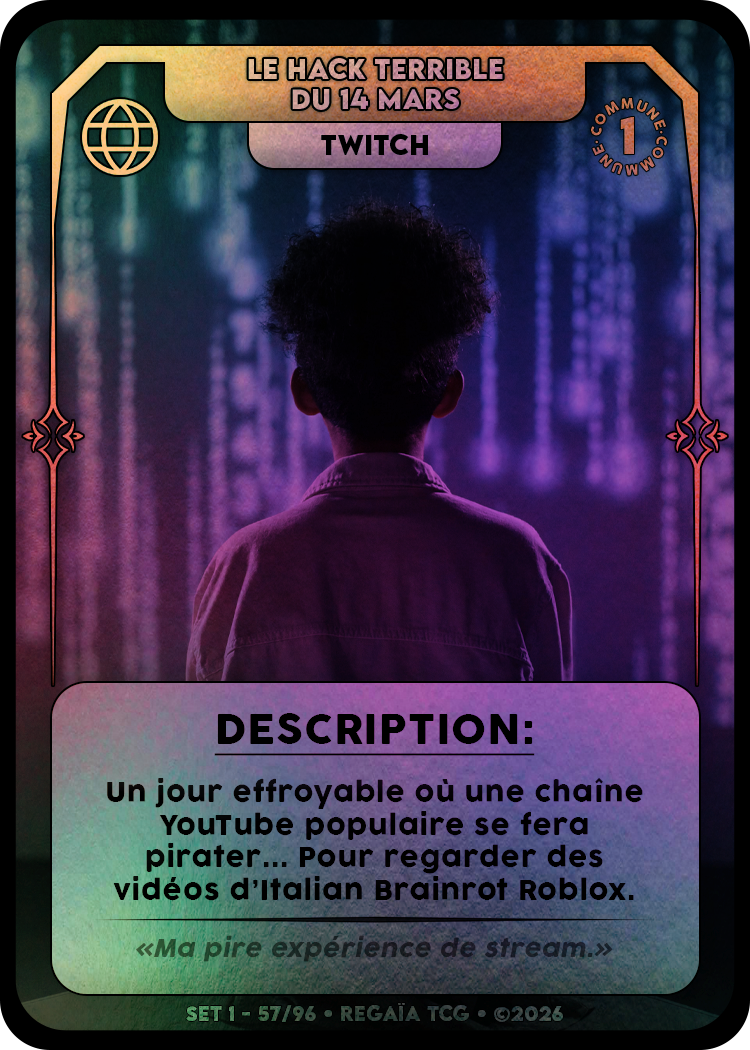 LE HACK TERRIBLE
DU 14 MARS
TWITCH
COMMUNE · COMMUNE ·
1
DESCRIPTION:
Un jour effroyable où une chaîne
YouTube populaire se fera
pirater... Pour regarder des
vidéos d'Italian Brainrot Roblox.
«Ma pire expérience de stream.»
SET 1 - 57/96 • REGAÏA TCG • ©2026